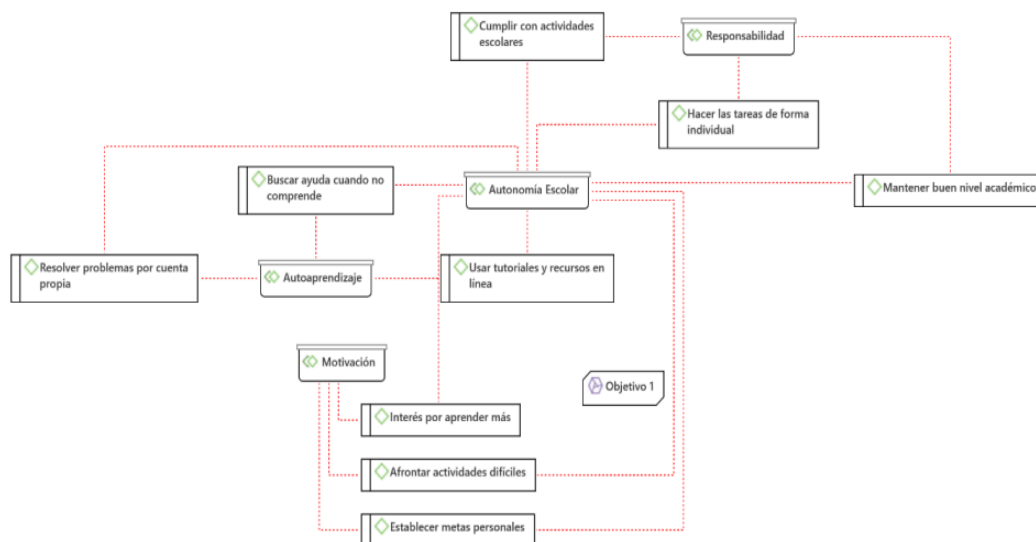 Cumplir con actividades
escolares
Responsabilidad
Hacer las tareas de forma
individual
Buscar ayuda cuando no
comprende
Autonomía Escolar
Mantener buen nivel académico
Resolver problemas por cuenta
propia
Autoaprendizaje
Usar tutoriales y recursos en
línea
Motivación
Objetivo 1
Interés por aprender más
Afrontar actividades difíciles
Establecer metas personales